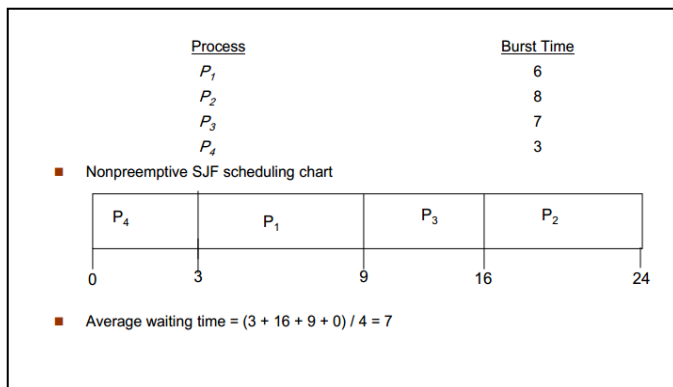 Process Burst Time
P1 6
P2 8
P3 7
P4 3
Nonpreemptive SJF scheduling chart
P4 P1 P3 P2
0 3 9 16 24
Average waiting time = (3 + 16 + 9 + 0) / 4 = 7